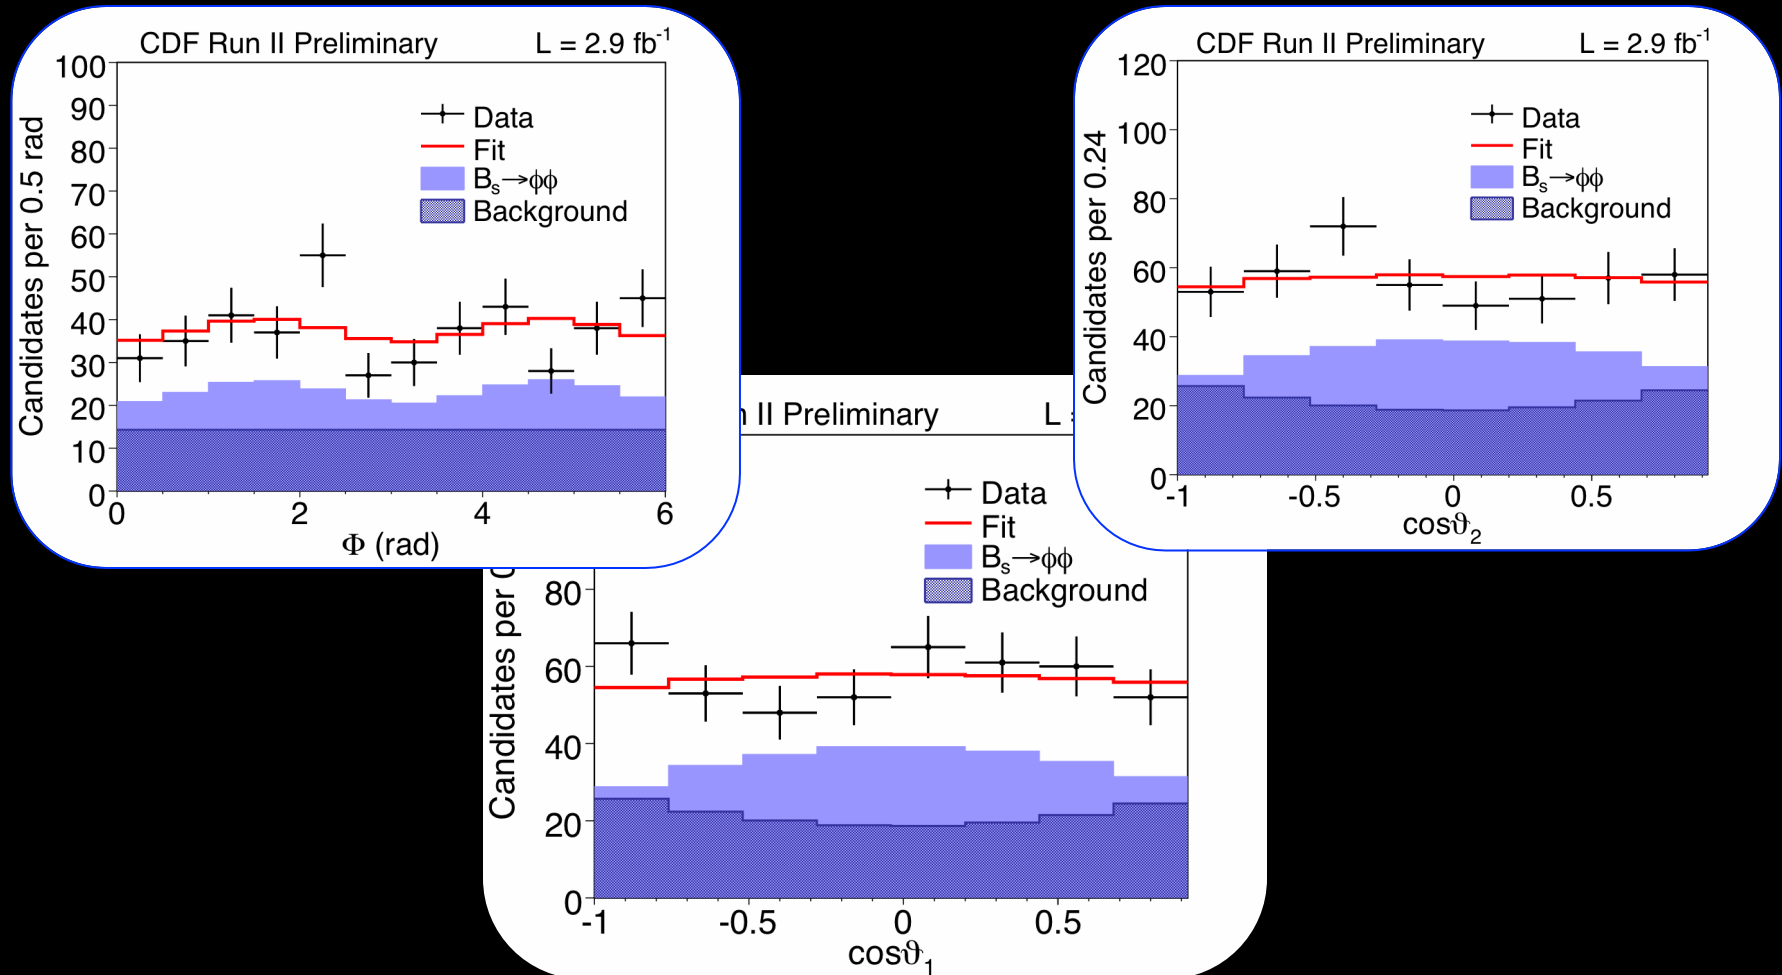 CDF Run II Preliminary L = 2.9 fb-1
100
90
80
70
60
50
40
30
20
10
0
Candidates per 0.5 rad
Data
Fit
Bs→ϕϕ
Background
0 2 4 6
Φ (rad)
CDF Run II Preliminary L = 2.9 fb-1
120
100
80
60
40
20
0
Candidates per 0.24
Data
Fit
Bs→ϕϕ
Background
-1 -0.5 0 0.5
cosϑ2
II Preliminary L =
80
60
40
20
0
Candidates per
Data
Fit
Bs→ϕϕ
Background
-1 -0.5 0 0.5
cosϑ1